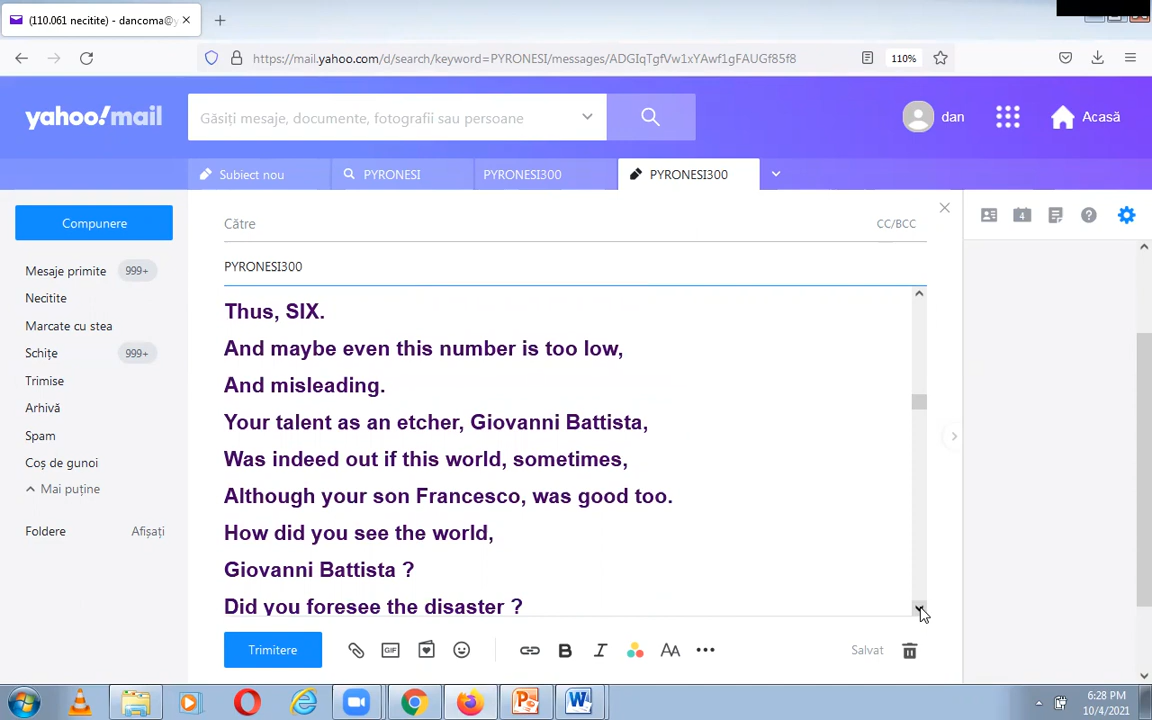 (110.061 necitite) - dancoma@y
https://mail.yahoo.com/d/search/keyword=PYRONESI/messages/ADGIqTgfVw1xYAwf1gFAUGf85f8
110%
yahoo!mail
Găsiți mesaje, documente, fotografii sau persoane
dan
Acasă
Subiect nou
PYRONESI
PYRONESI300
PYRONESI300
Compunere
Mesaje primite 999+
Necitite
Marcate cu stea
Schițe 999+
Trimise
Arhivă
Spam
Coș de gunoi
Mai puține
Foldere Afișați
Către
CC/BCC
PYRONESI300
Thus, SIX.
And maybe even this number is too low,
And misleading.
Your talent as an etcher, Giovanni Battista,
Was indeed out if this world, sometimes,
Although your son Francesco, was good too.
How did you see the world,
Giovanni Battista ?
Did you foresee the disaster ?
Trimitere
GIF
B
I
AA
Salvat
4
6:28 PM
10/4/2021